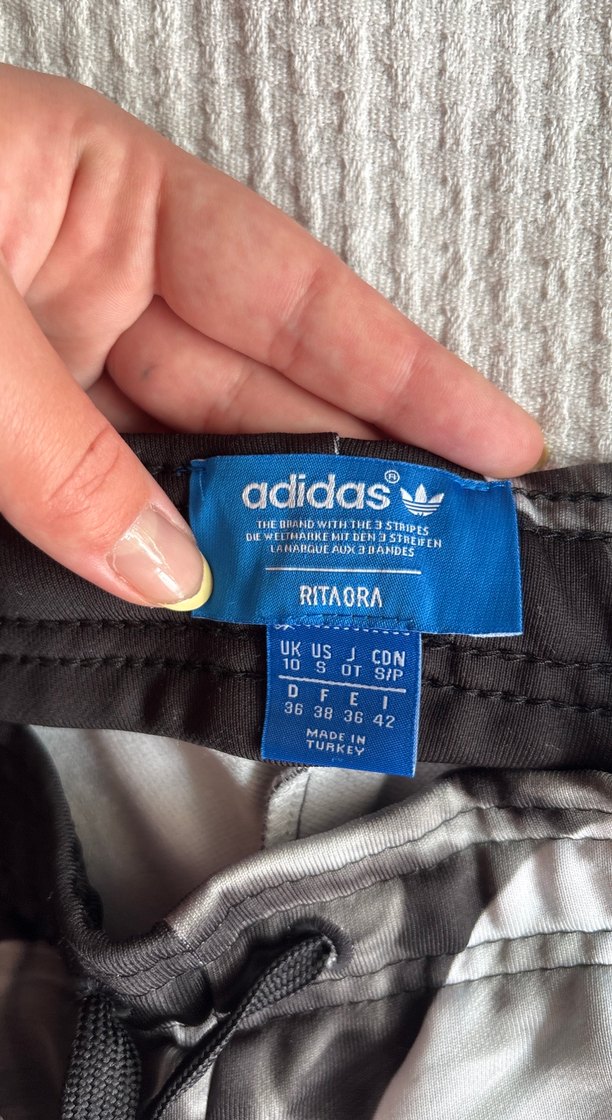 adidas®
THE BRAND WITH THE 3 STRIPES
DIE WELTMARKE MIT DEN 3 STREIFEN
LA MARQUE AUX 3 BANDES
RITA ORA
UK US J CDN
10 S OT S/P
D F E I
36 38 36 42
MADE IN
TURKEY